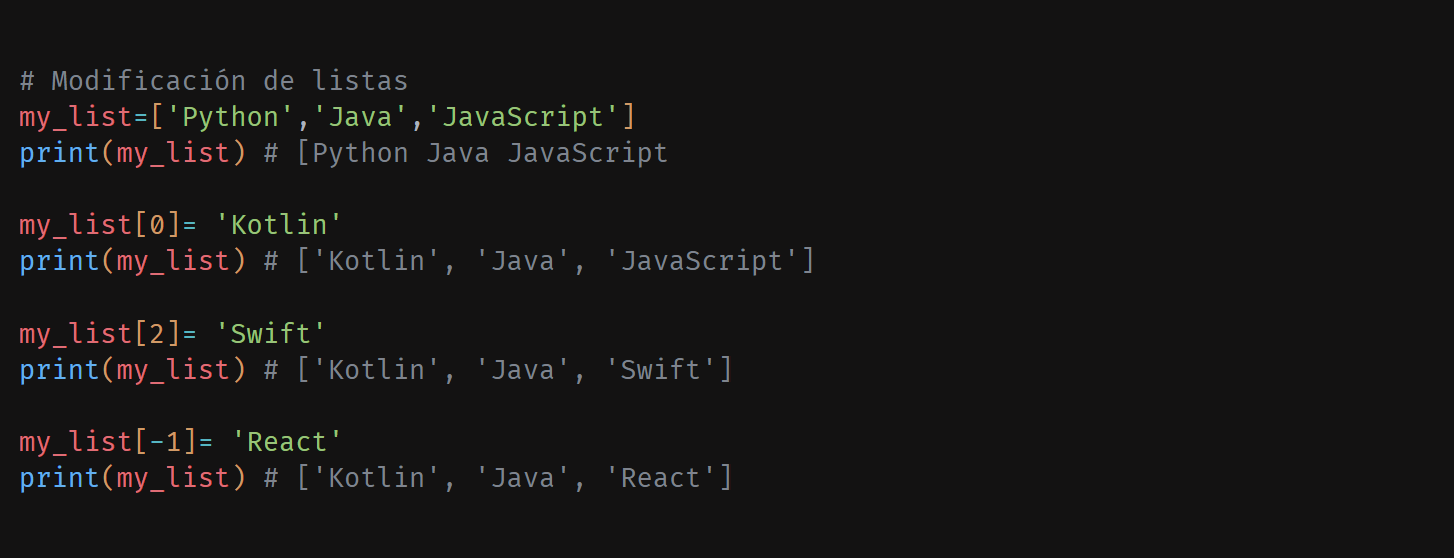 # Modificación de listas
my_list=['Python','Java','JavaScript']
print(my_list) # [Python Java JavaScript
my_list[0]= 'Kotlin'
print(my_list) # ['Kotlin', 'Java', 'JavaScript']
my_list[2]= 'Swift'
print(my_list) # ['Kotlin', 'Java', 'Swift']
my_list[-1]= 'React'
print(my_list) # ['Kotlin', 'Java', 'React']